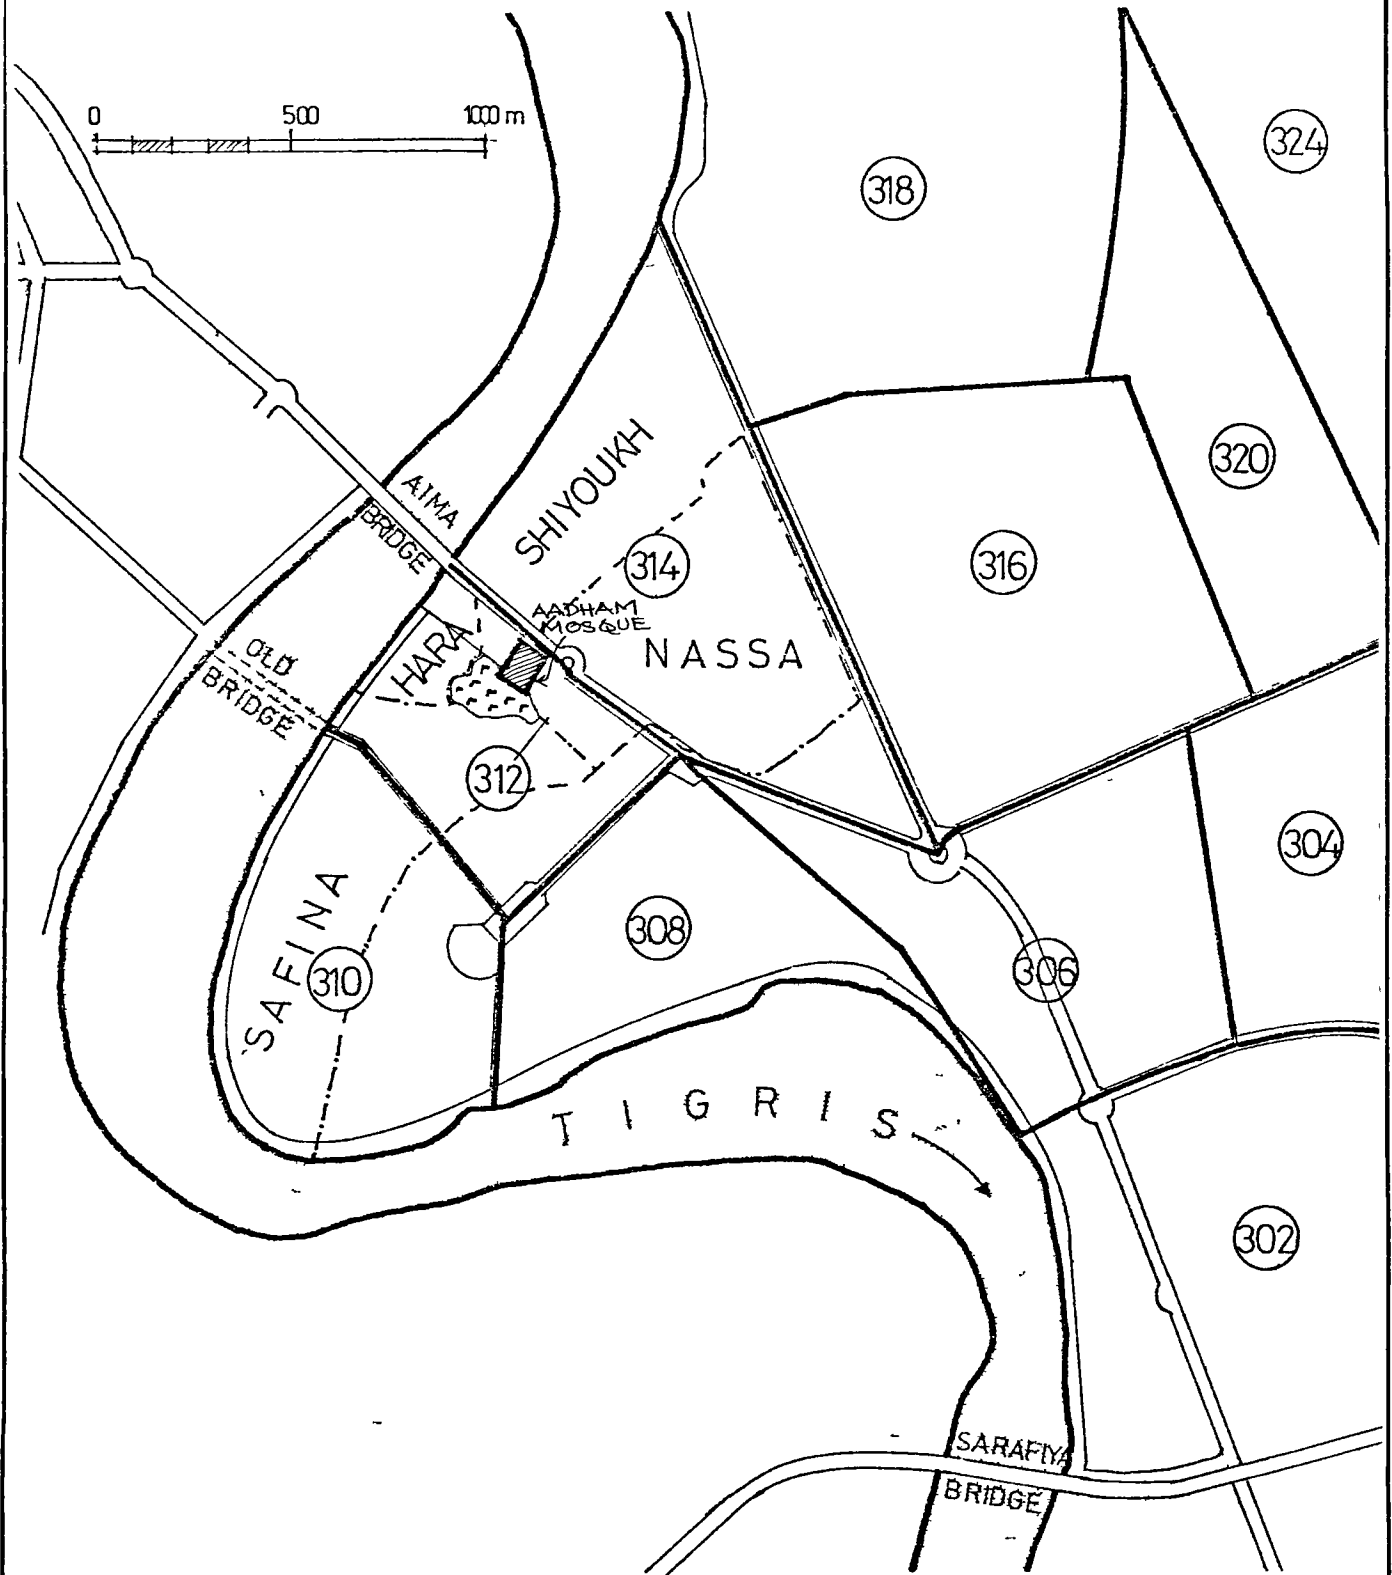 0 500 1000 m
324
318
320
SHIYOUKH
AIMA
BRIDGE
314
316
AADHAM
MOSQUE
NASSA
HARA
OLD
BRIDGE
312
304
SAFINA
308
310
306
TIGRIS
302
SARAFIYA
BRIDGE